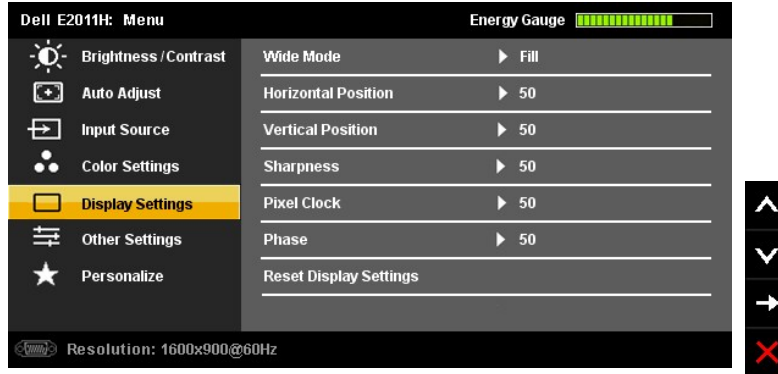 Dell E2011H: Menu Energy Gauge
Brightness / Contrast Wide Mode Fill
Auto Adjust Horizontal Position 50
Input Source Vertical Position 50
Color Settings Sharpness 50
Display Settings Pixel Clock 50
Other Settings Phase 50
Personalize Reset Display Settings
Resolution: 1600x900@60Hz